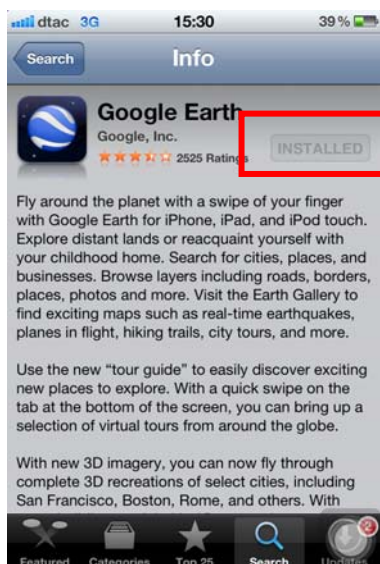 dtac 3G 15:30 39%
Search Info
Google Earth
Google, Inc.
2525 Ratings
INSTALLED
Fly around the planet with a swipe of your finger
with Google Earth for iPhone, iPad, and iPod touch.
Explore distant lands or reacquaint yourself with
your childhood home. Search for cities, places, and
businesses. Browse layers including roads, borders,
places, photos and more. Visit the Earth Gallery to
find exciting maps such as real-time earthquakes,
planes in flight, hiking trails, city tours, and more.
Use the new “tour guide” to easily discover exciting
new places to explore. With a quick swipe on the
tab at the bottom of the screen, you can bring up a
selection of virtual tours from around the globe.
With new 3D imagery, you can now fly through
complete 3D recreations of select cities, including
San Francisco, Boston, Rome, and others. With
2
Featured Categories Top 25 Search Updates